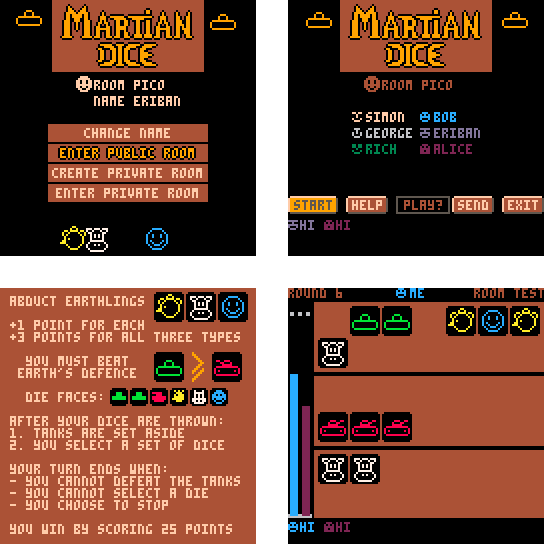 MARTIAN
DICE
ROOM PICO
NAME ERIBAN
CHANGE NAME
ENTER PUBLIC ROOM
CREATE PRIVATE ROOM
ENTER PRIVATE ROOM
MARTIAN
DICE
ROOM PICO
SIMON BOB
GEORGE ERIBAN
RICH ALICE
START HELP PLAY? SEND EXIT
HI HI
ABDUCT EARTHLINGS
+1 POINT FOR EACH
+3 POINTS FOR ALL THREE TYPES
YOU MUST BEAT
EARTH'S DEFENCE
DIE FACES:
AFTER YOUR DICE ARE THROWN:
1. TANKS ARE SET ASIDE
2. YOU SELECT A SET OF DICE
YOUR TURN ENDS WHEN:
- YOU CANNOT DEFEAT THE TANKS
- YOU CANNOT SELECT A DIE
- YOU CHOOSE TO STOP
YOU WIN BY SCORING 25 POINTS
ROUND 6 ME ROOM TEST
HI HI